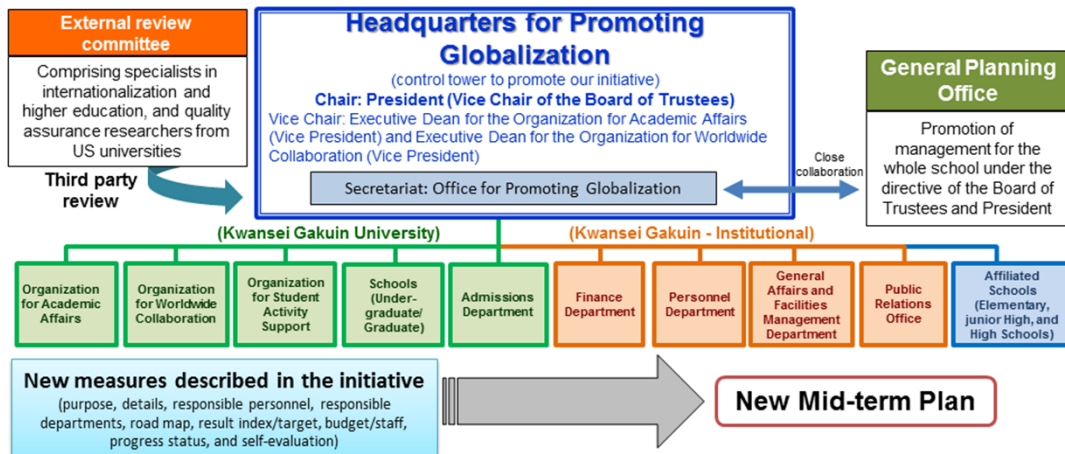 External review
committee
Comprising specialists in
internationalization and
higher education, and quality
assurance researchers from
US universities
Third party
review
Headquarters for Promoting
Globalization
(control tower to promote our initiative)
Chair: President (Vice Chair of the Board of Trustees)
Vice Chair: Executive Dean for the Organization for Academic Affairs
(Vice President) and Executive Dean for the Organization for Worldwide
Collaboration (Vice President)
Secretariat: Office for Promoting Globalization
Close
collaboration
General Planning
Office
Promotion of
management for the
whole school under the
directive of the Board of
Trustees and President
(Kwansei Gakuin University)
(Kwansei Gakuin - Institutional)
Organization
for Academic
Affairs
Organization
for Worldwide
Collaboration
Organization
for Student
Activity
Support
Schools
(Under-
graduate/
Graduate)
Admissions
Department
Finance
Department
Personnel
Department
General
Affairs and
Facilities
Management
Department
Public
Relations
Office
Affiliated
Schools
(Elementary,
junior High, and
High Schools)
New measures described in the initiative
(purpose, details, responsible personnel, responsible
departments, road map, result index/target, budget/staff,
progress status, and self-evaluation)
New Mid-term Plan